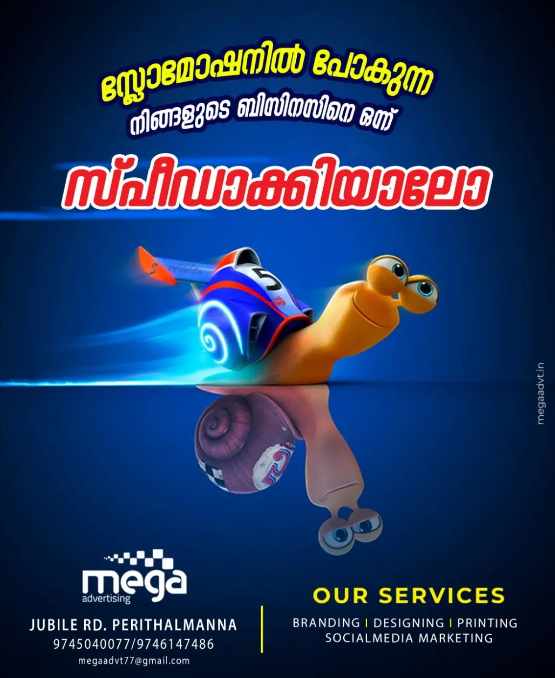 സ്ലോമോഷനിൽ പോകുന്ന
നിങ്ങളുടെ ബിസിനസിനെ ഒന്ന്
സ്പീഡാക്കിയാലോ
5
megaadvt.in
mega
advertising
JUBILE RD. PERITHALMANNA
9745040077/9746147486
megaadvt77@gmail.com
OUR SERVICES
BRANDING I DESIGNING I PRINTING
SOCIALMEDIA MARKETING